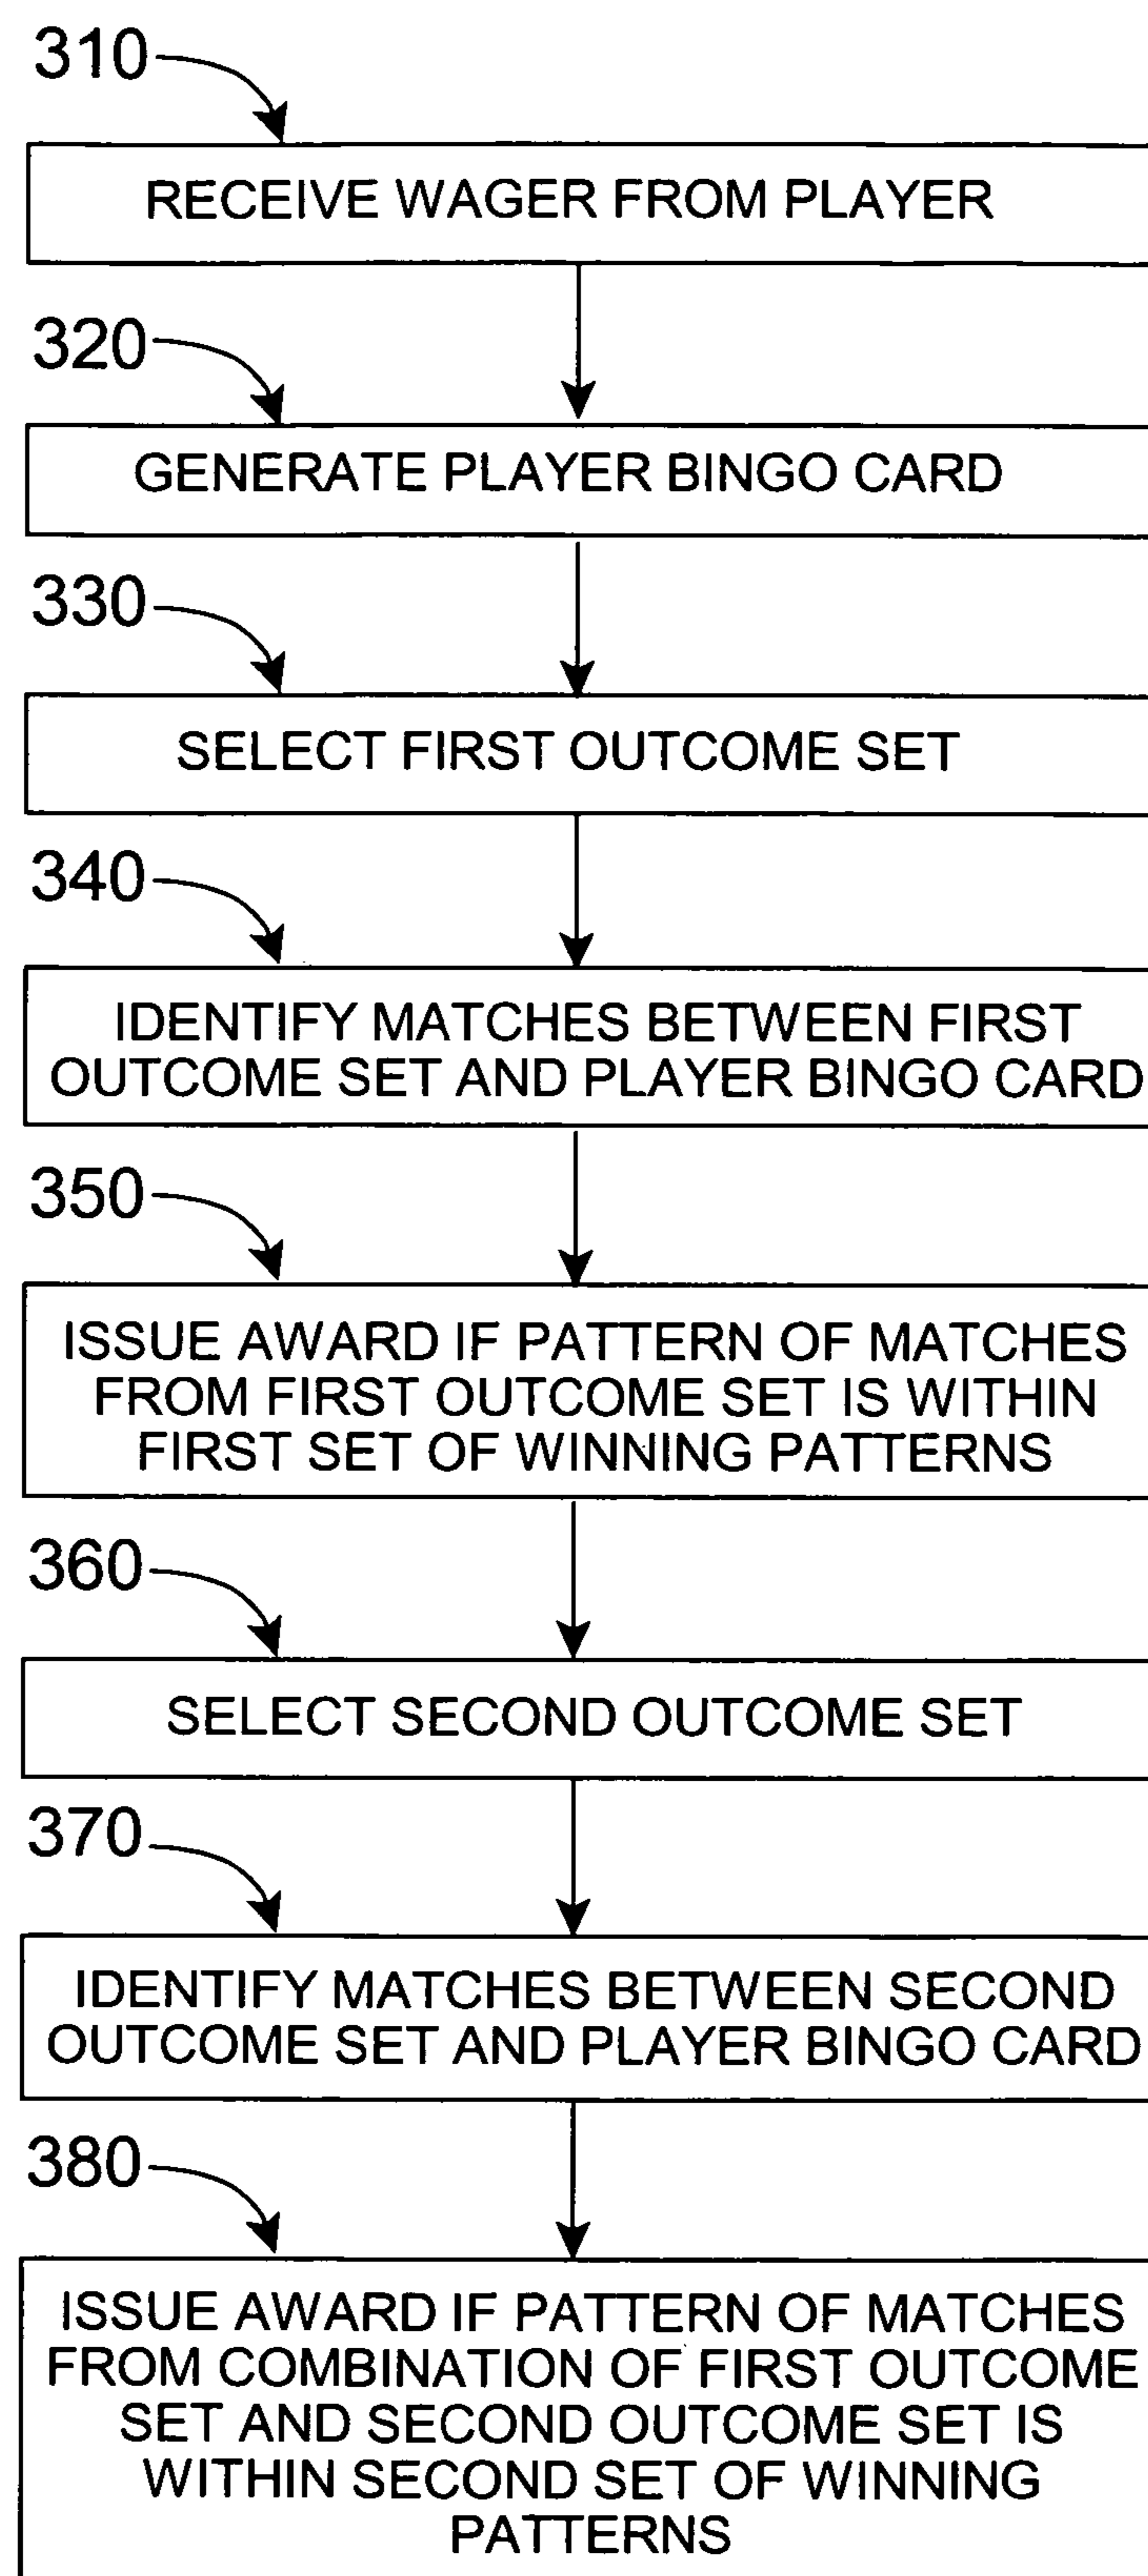 310
RECEIVE WAGER FROM PLAYER
320
GENERATE PLAYER BINGO CARD
330
SELECT FIRST OUTCOME SET
340
IDENTIFY MATCHES BETWEEN FIRST
OUTCOME SET AND PLAYER BINGO CARD
350
ISSUE AWARD IF PATTERN OF MATCHES
FROM FIRST OUTCOME SET IS WITHIN
FIRST SET OF WINNING PATTERNS
360
SELECT SECOND OUTCOME SET
370
IDENTIFY MATCHES BETWEEN SECOND
OUTCOME SET AND PLAYER BINGO CARD
380
ISSUE AWARD IF PATTERN OF MATCHES
FROM COMBINATION OF FIRST OUTCOME
SET AND SECOND OUTCOME SET IS
WITHIN SECOND SET OF WINNING
PATTERNS